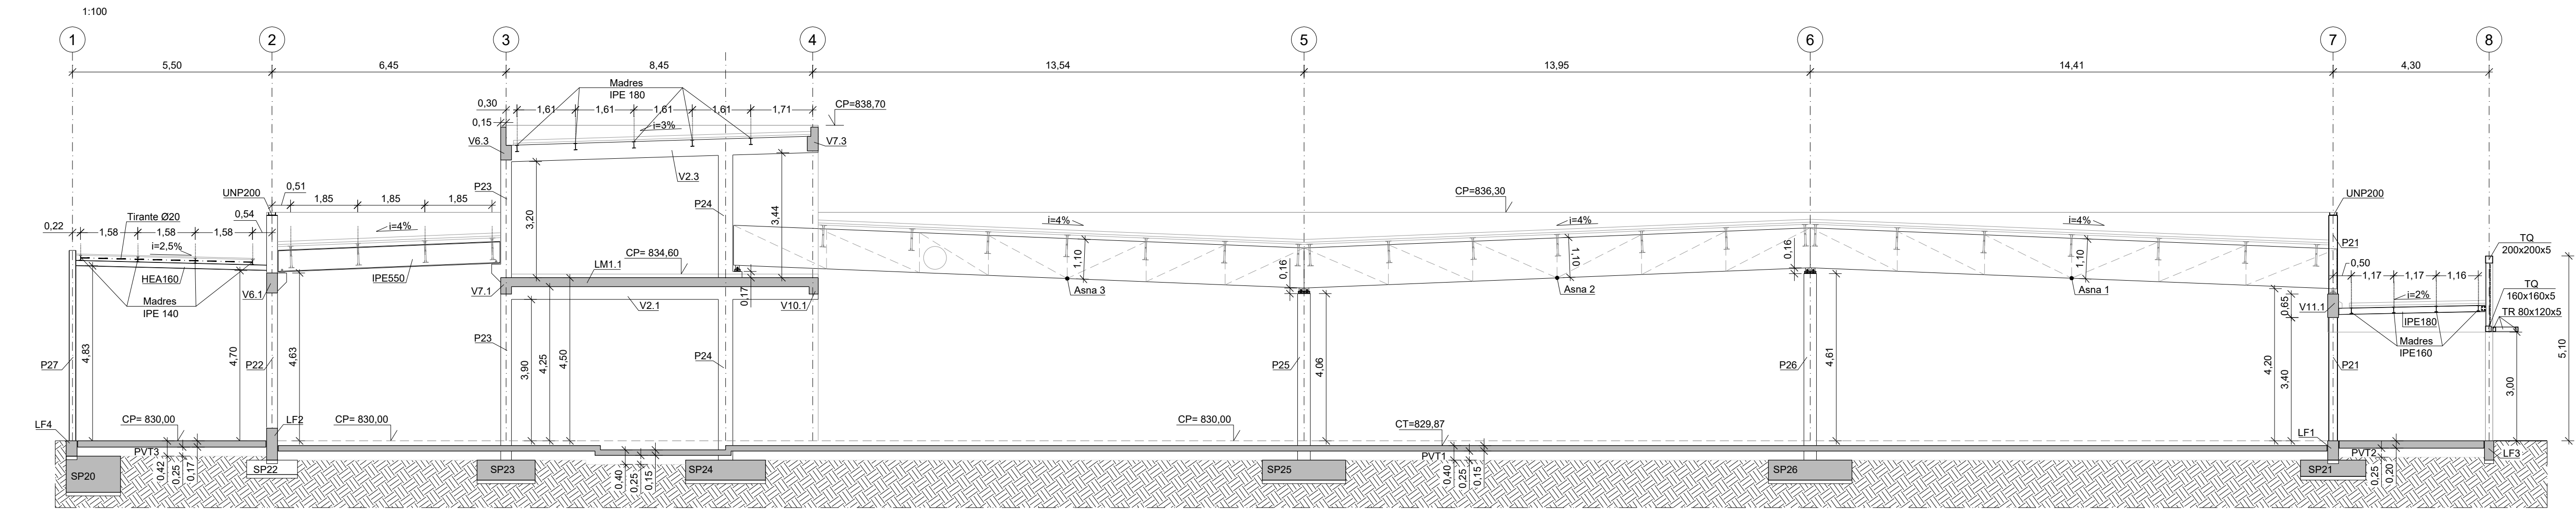 1:100
1
2
3
4
5
6
7
8
5,50
6,45
8,45
13,54
13,95
14,41
4,30
Madres
IPE 180
0,30
1,61
1,61
1,61
1,61
1,71
CP=838,70
0,15
i=3%
V6.3
V7.3
V2.3
P23
P24
3,20
3,44
UNP200
0,51
1,85
1,85
1,85
i=4%
0,22
Tirante Ø20
0,54
1,58
1,58
1,58
i=2,5%
HEA160
IPE550
V6.1
Madres
IPE 140
CP= 834,60
LM1.1
V7.1
V2.1
V10.1
0,17
CP=836,30
i=4%
i=4%
i=4%
1,10
0,16
1,10
0,16
1,10
Asna 3
Asna 2
Asna 1
UNP200
P21
0,50
1,17
1,17
1,16
i=2%
TQ
200x200x5
TQ
160x160x5
TR 80x120x5
V11.1
0,65
IPE180
Madres
IPE160
P27
4,83
4,70
P22
4,63
P23
3,90
4,25
4,50
P24
P25
4,06
P26
4,61
4,20
3,40
P21
3,00
5,10
LF4
CP= 830,00
LF2
CP= 830,00
CP= 830,00
CT=829,87
LF1
PVT3
PVT1
PVT2
LF3
SP20
SP22
SP23
SP24
SP25
SP26
SP21
0,42
0,25
0,17
0,40
0,25
0,15
0,40
0,25
0,15
0,25
0,20